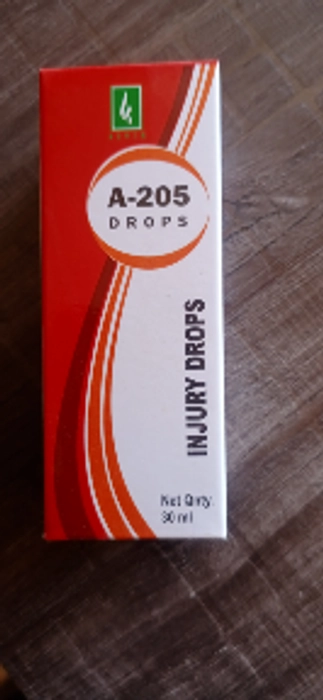 A-205
DROPS
INJURY DROPS
Net Qnty.
30 ml